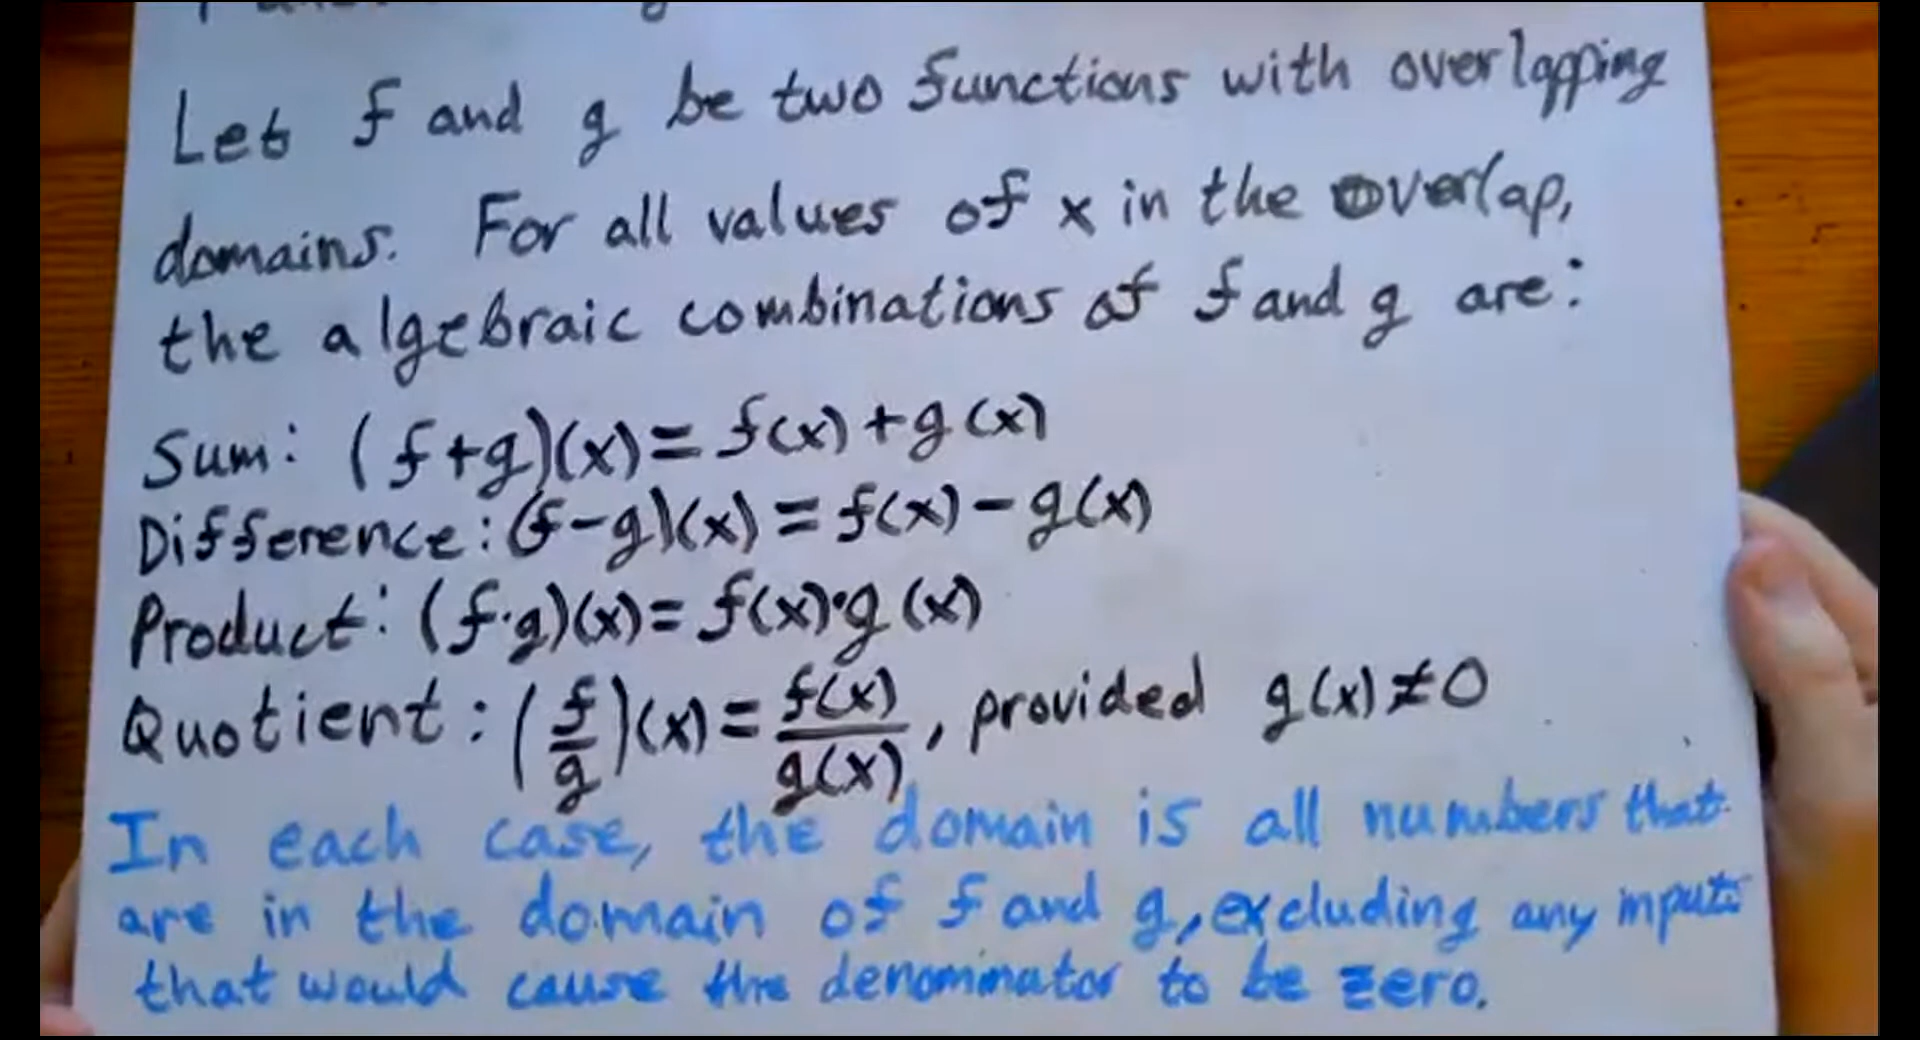 Let f and g be two functions with overlapping
domains. For all values of x in the overlap,
the algebraic combinations of f and g are:
Sum: (f+g)(x) = f(x) + g(x)
Difference: (f-g)(x) = f(x) - g(x)
Product: (f·g)(x) = f(x)·g(x)
Quotient: (f/g)(x) = f(x)/g(x), provided g(x) ≠ 0
In each case, the domain is all numbers that
are in the domain of f and g, excluding any inputs
that would cause the denominator to be zero.